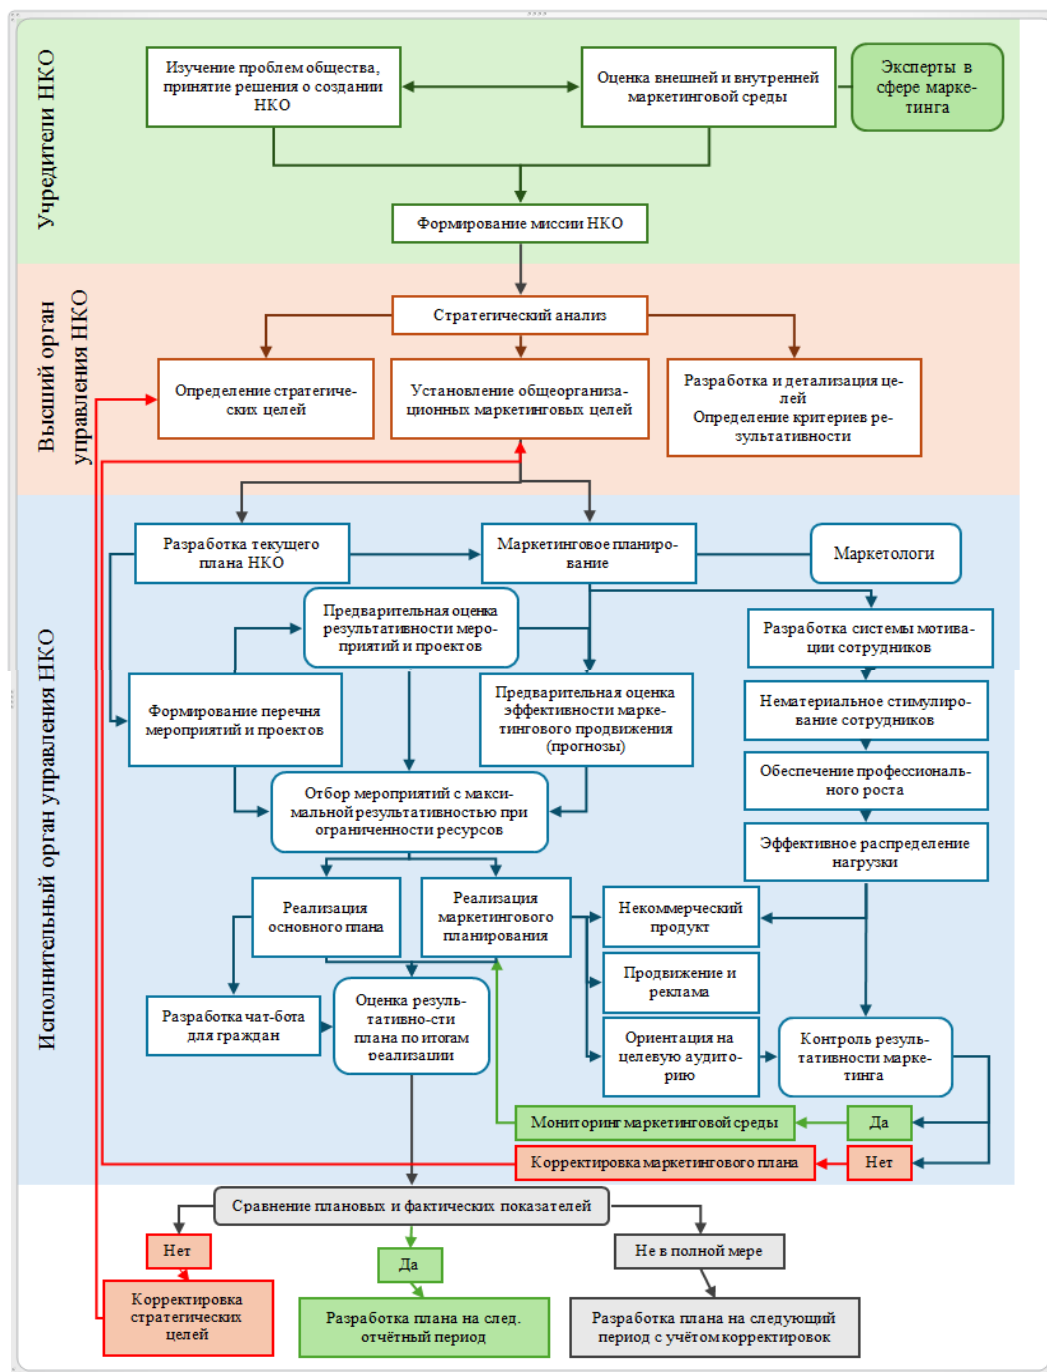 Учредители НКО
Изучение проблем общества,
принятие решения о создании
НКО
Оценка внешней и внутренней
маркетинговой среды
Эксперты в
сфере марке-
тинга
Формирование миссии НКО
Высший орган
управления НКО
Стратегический анализ
Определение стратегиче-
ских целей
Установление общеорганиза-
ционных маркетинговых целей
Разработка и детализация це-
лей
Определение критериев ре-
зультативности
Исполнительный орган управления НКО
Разработка текущего
плана НКО
Маркетинговое планиро-
вание
Маркетологи
Предварительная оценка
результативности меро-
приятий и проектов
Разработка системы мотива-
ции сотрудников
Формирование перечня
мероприятий и проектов
Предварительная оценка
эффективности марке-
тингового продвижения
(прогнозы)
Нематериальное стимулиро-
вание сотрудников
Обеспечение профессиональ-
ного роста
Отбор мероприятий с макси-
мальной результативностью при
ограниченности ресурсов
Эффективное распределение
нагрузки
Реализация
основного плана
Реализация
маркетингового
планирования
Некоммерческий
продукт
Продвижение и
реклама
Разработка чат-бота
для граждан
Оценка резуль-
тативно-сти
плана по итогам
реализации
Ориентация на
целевую аудито-
рию
Контроль резуль-
тативности марке-
тинга
Мониторинг маркетинговой среды
Да
Корректировка маркетингового плана
Нет
Сравнение плановых и фактических показателей
Нет
Да
Не в полной мере
Корректировка
стратегических
целей
Разработка плана на след.
отчётный период
Разработка плана на следующий
период с учётом корректировок